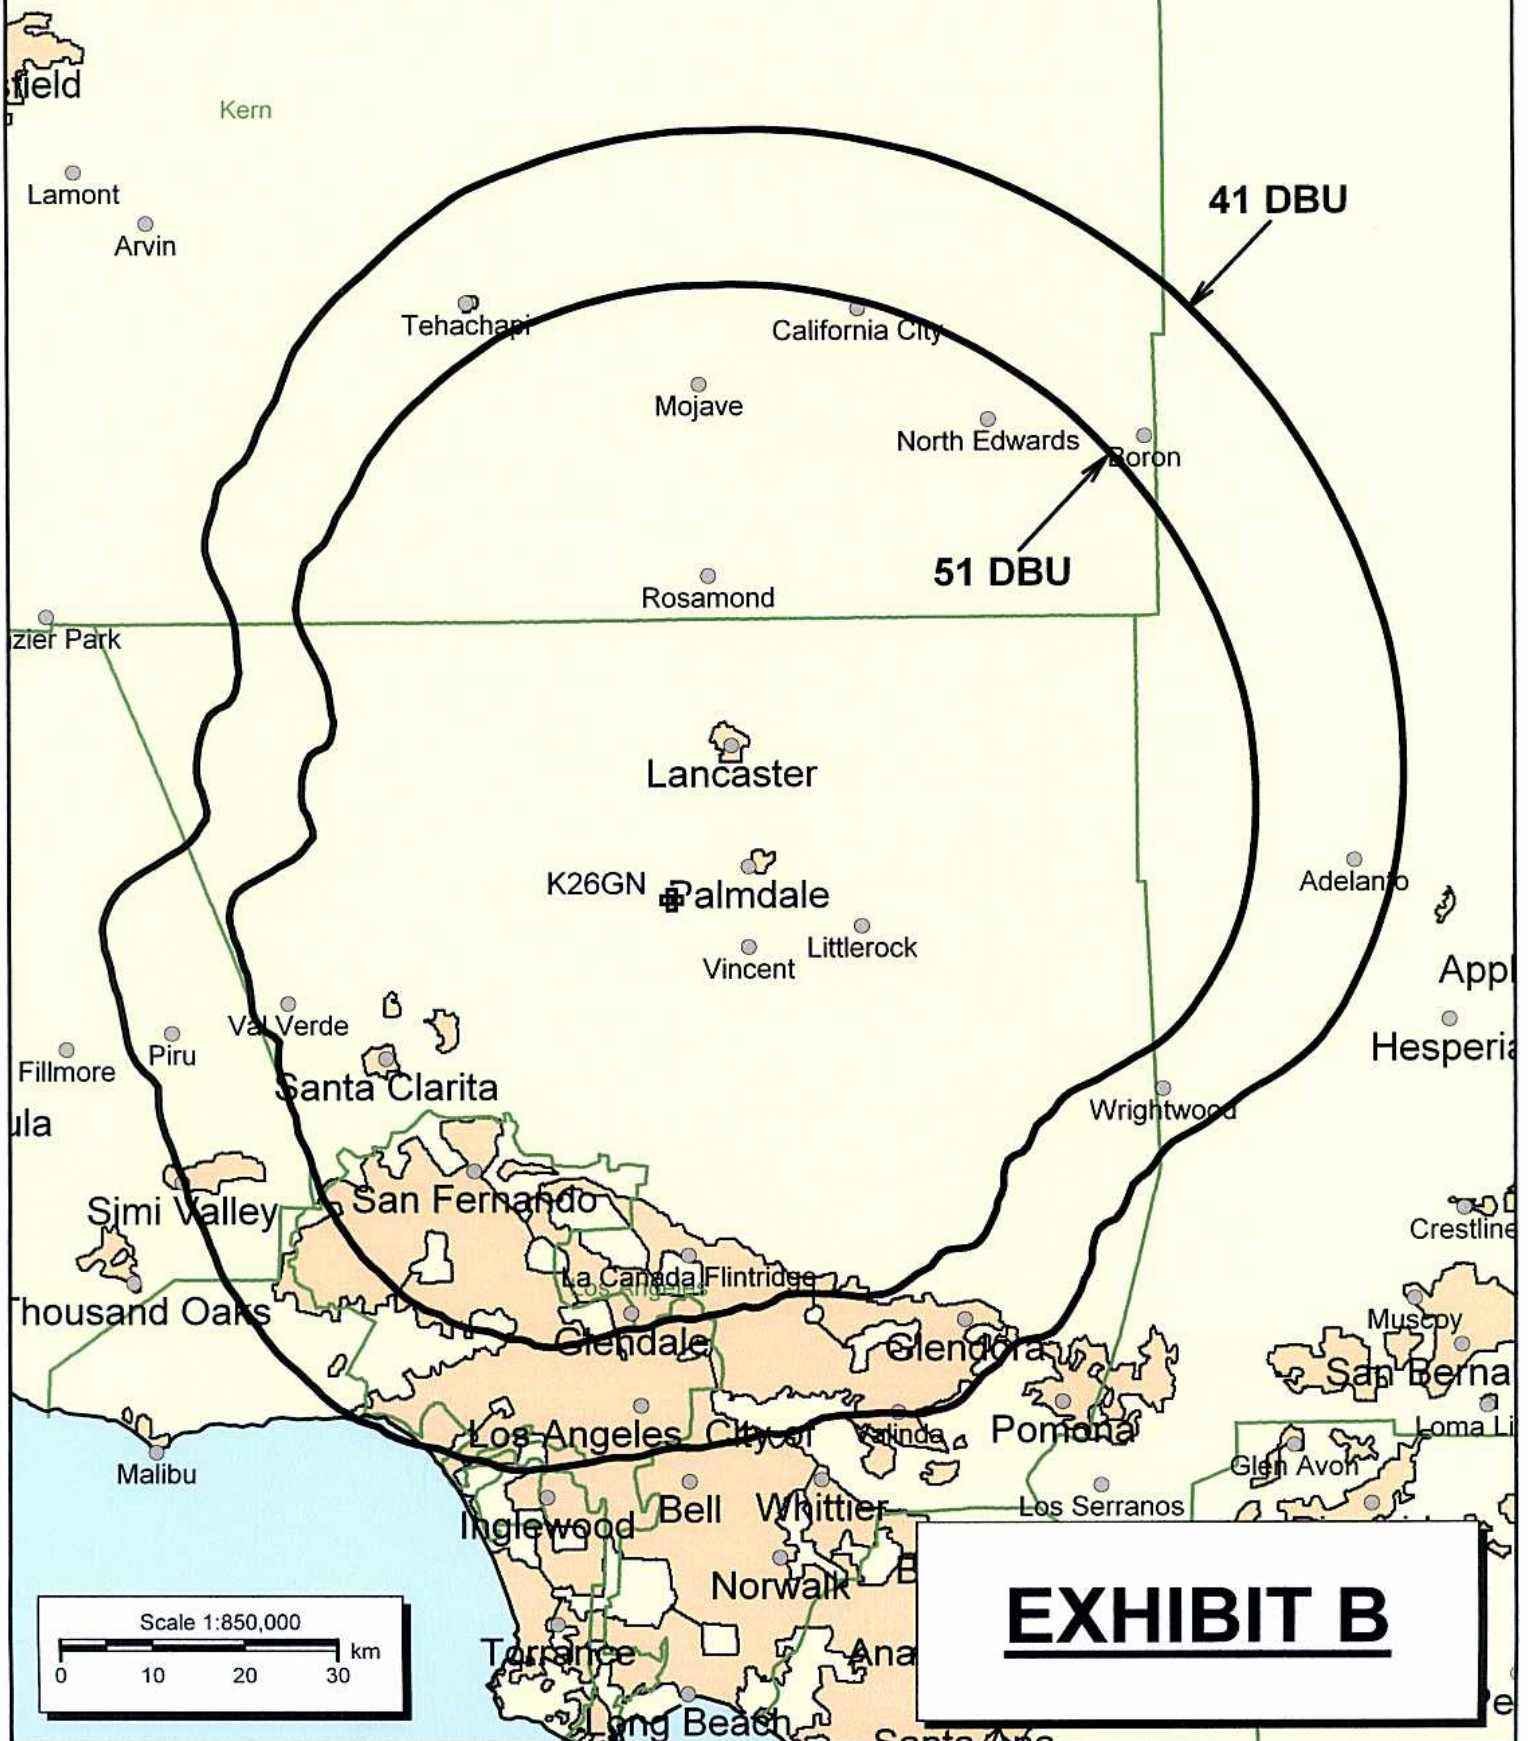 sfield
Kern
Lamont
Arvin
41 DBU
Tehachapi
California City
Mojave
North Edwards
Boron
51 DBU
Rosamond
zier Park
Lancaster
K26GN
Palmdale
Littlerock
Vincent
Adelanto
Appl
Val Verde
Piru
Fillmore
Hesperia
Santa Clarita
ula
Wrightwood
Simi Valley
San Fernando
Crestline
La Canada Flintridge
Los Angeles
Thousand Oaks
Glendale
Glendora
Muscoy
San Berna
Los Angeles
City of
Valinda
Pomona
Loma Li
Malibu
Glen Avon
Inglewood
Bell
Whittier
Los Serranos
Norwalk
B
EXHIBIT B
Scale 1:850,000
km
0 10 20 30
Torrance
Ana
e
Long Beach
Santa Ana